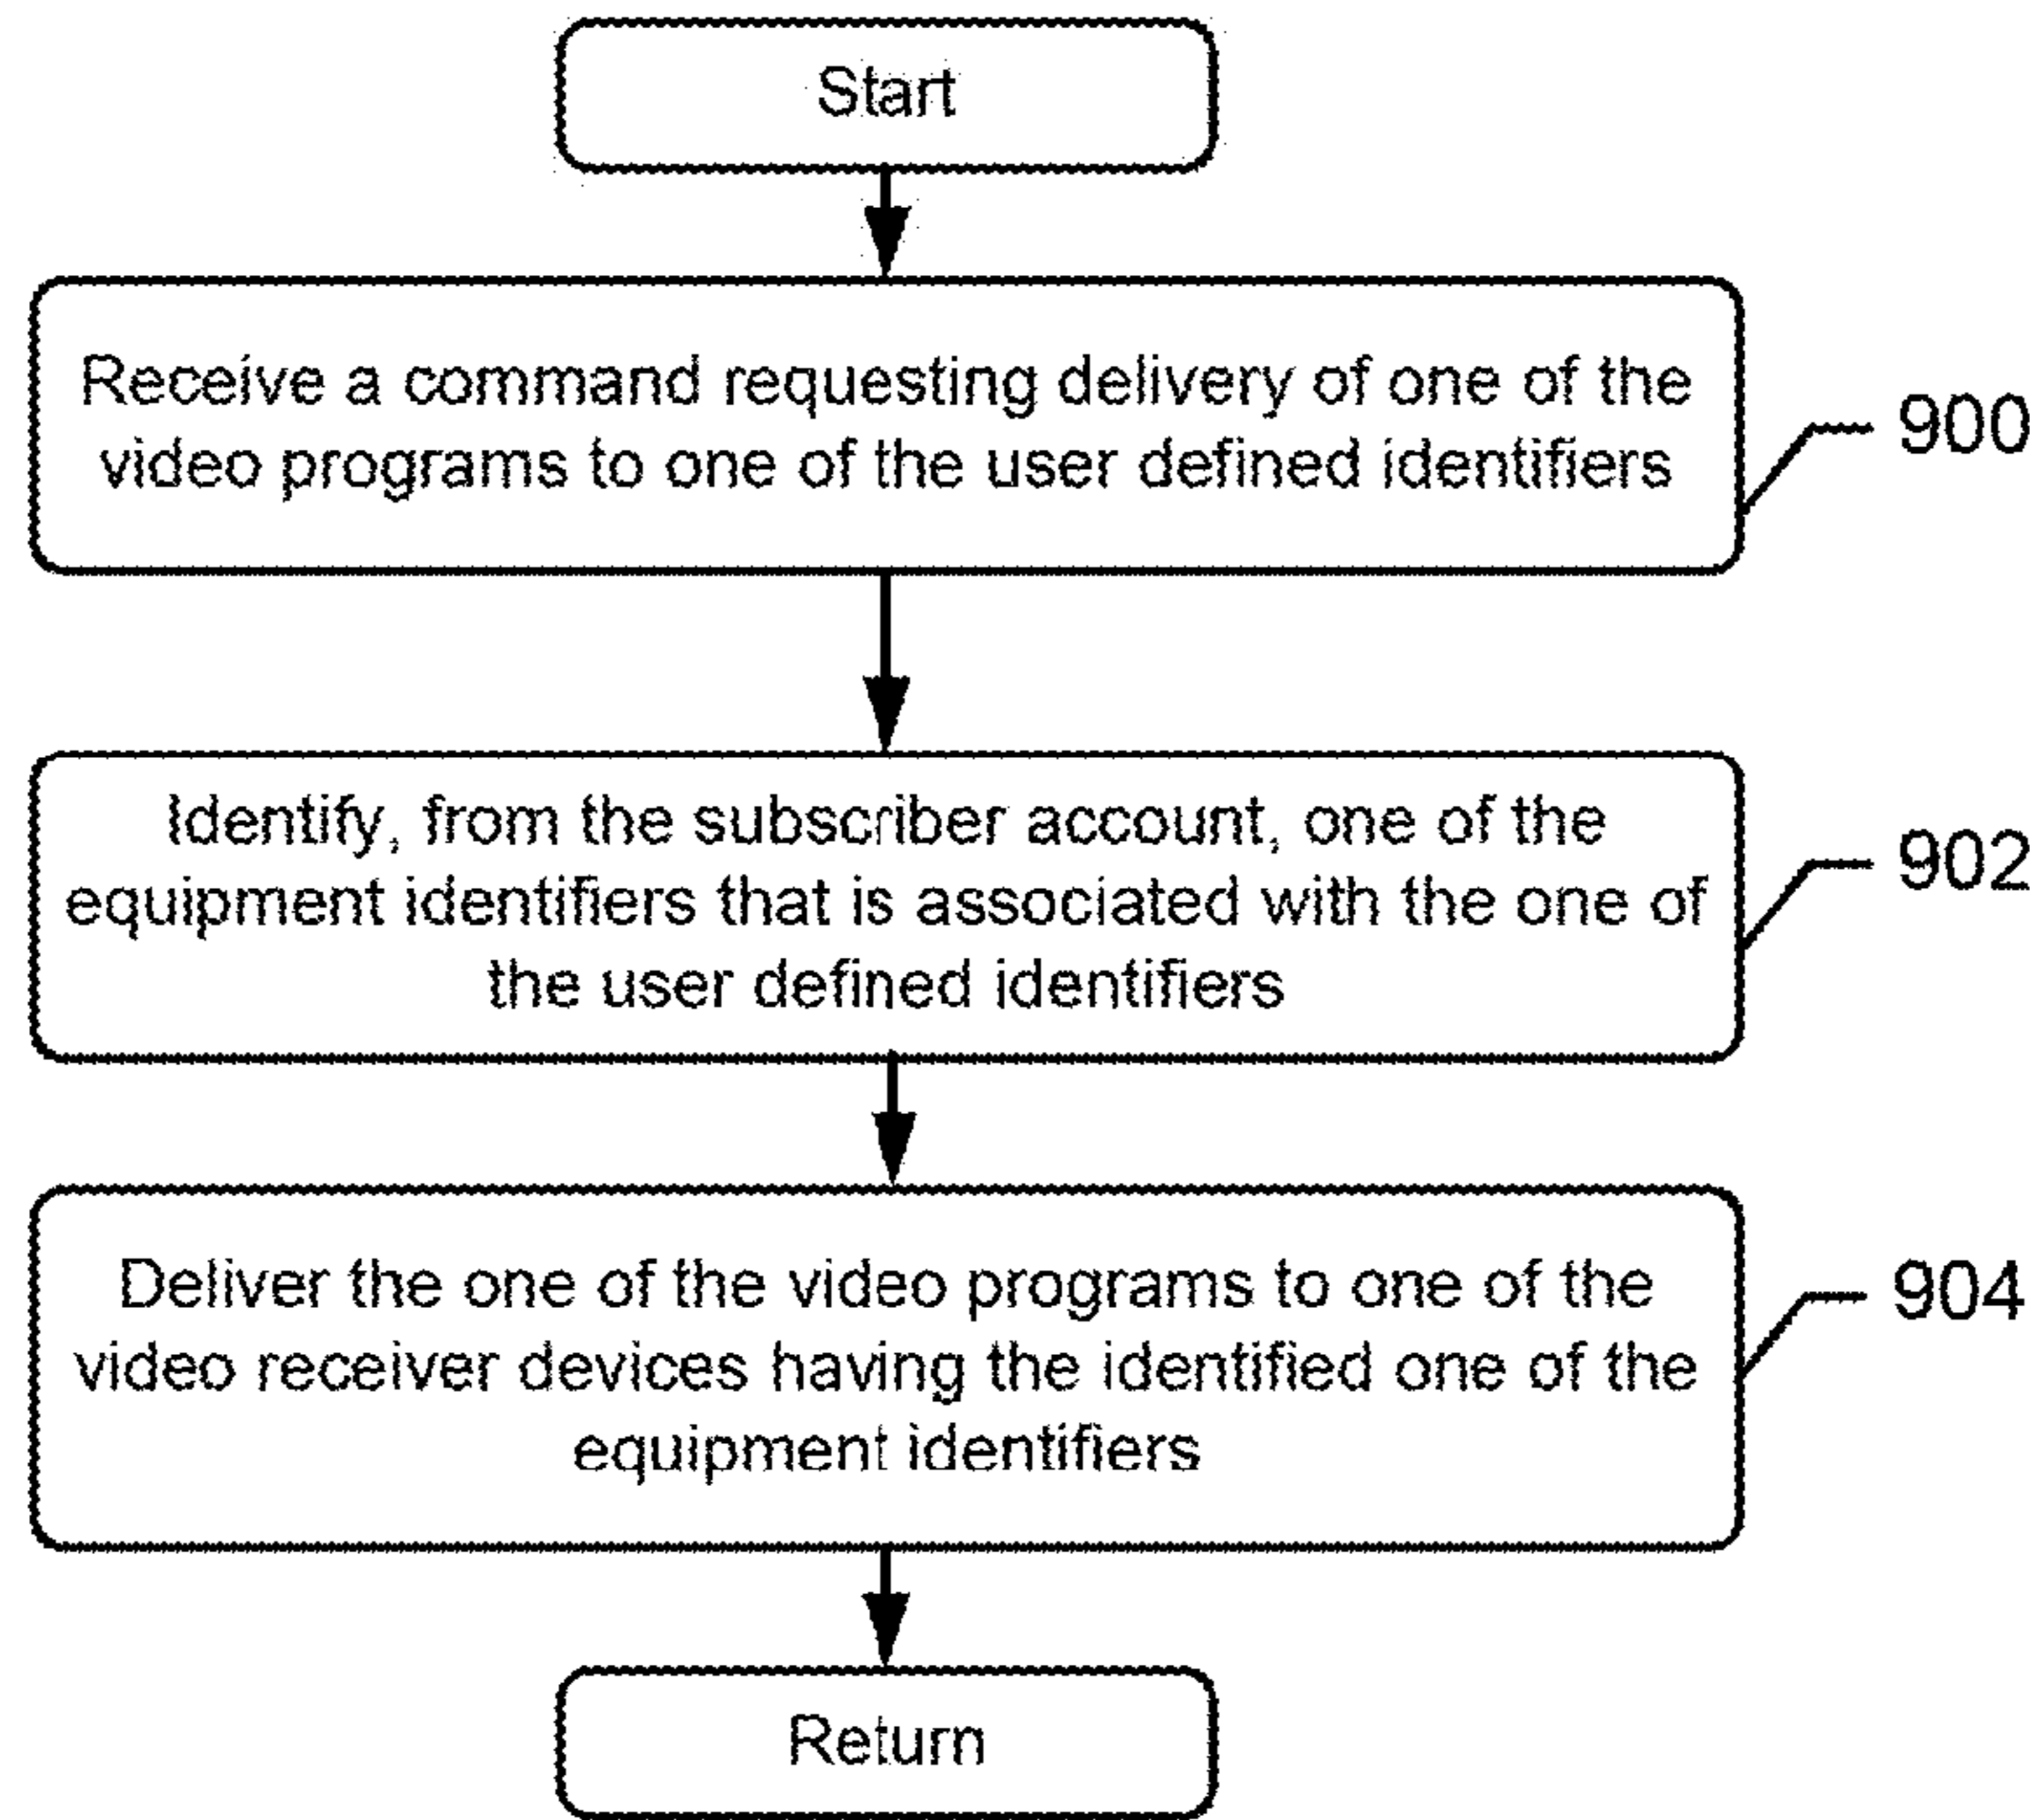 Start
Receive a command requesting delivery of one of the
video programs to one of the user defined identifiers
900
Identify, from the subscriber account, one of the
equipment identifiers that is associated with the one of
the user defined identifiers
902
Deliver the one of the video programs to one of the
video receiver devices having the identified one of the
equipment identifiers
904
Return